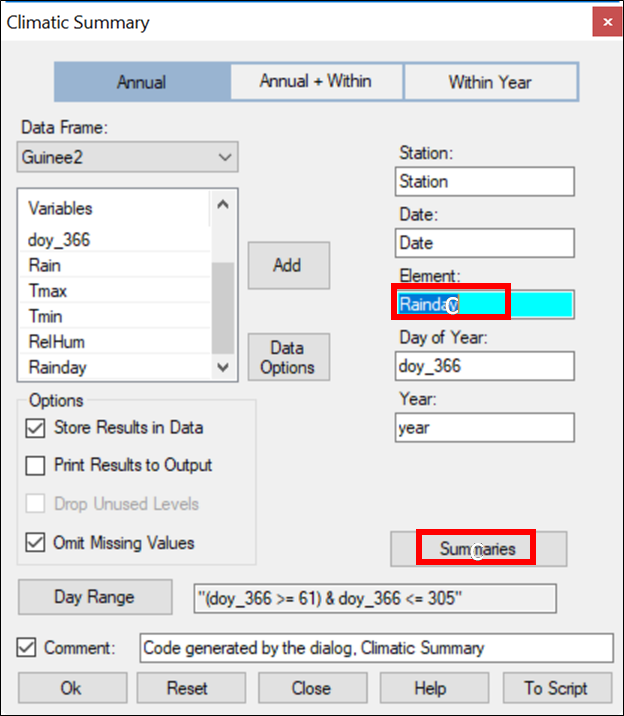 Climatic Summary
Annual
Annual + Within
Within Year
Data Frame:
Guinee2
Variables
doy_366
Rain
Tmax
Tmin
RelHum
Rainday
Add
Data
Options
Station:
Station
Date:
Date
Element:
Rainday
Day of Year:
doy_366
Year:
year
Options
Store Results in Data
Print Results to Output
Drop Unused Levels
Omit Missing Values
Summaries
Day Range
"(doy_366 >= 61) & doy_366 <= 305"
Comment:
Code generated by the dialog, Climatic Summary
Ok
Reset
Close
Help
To Script